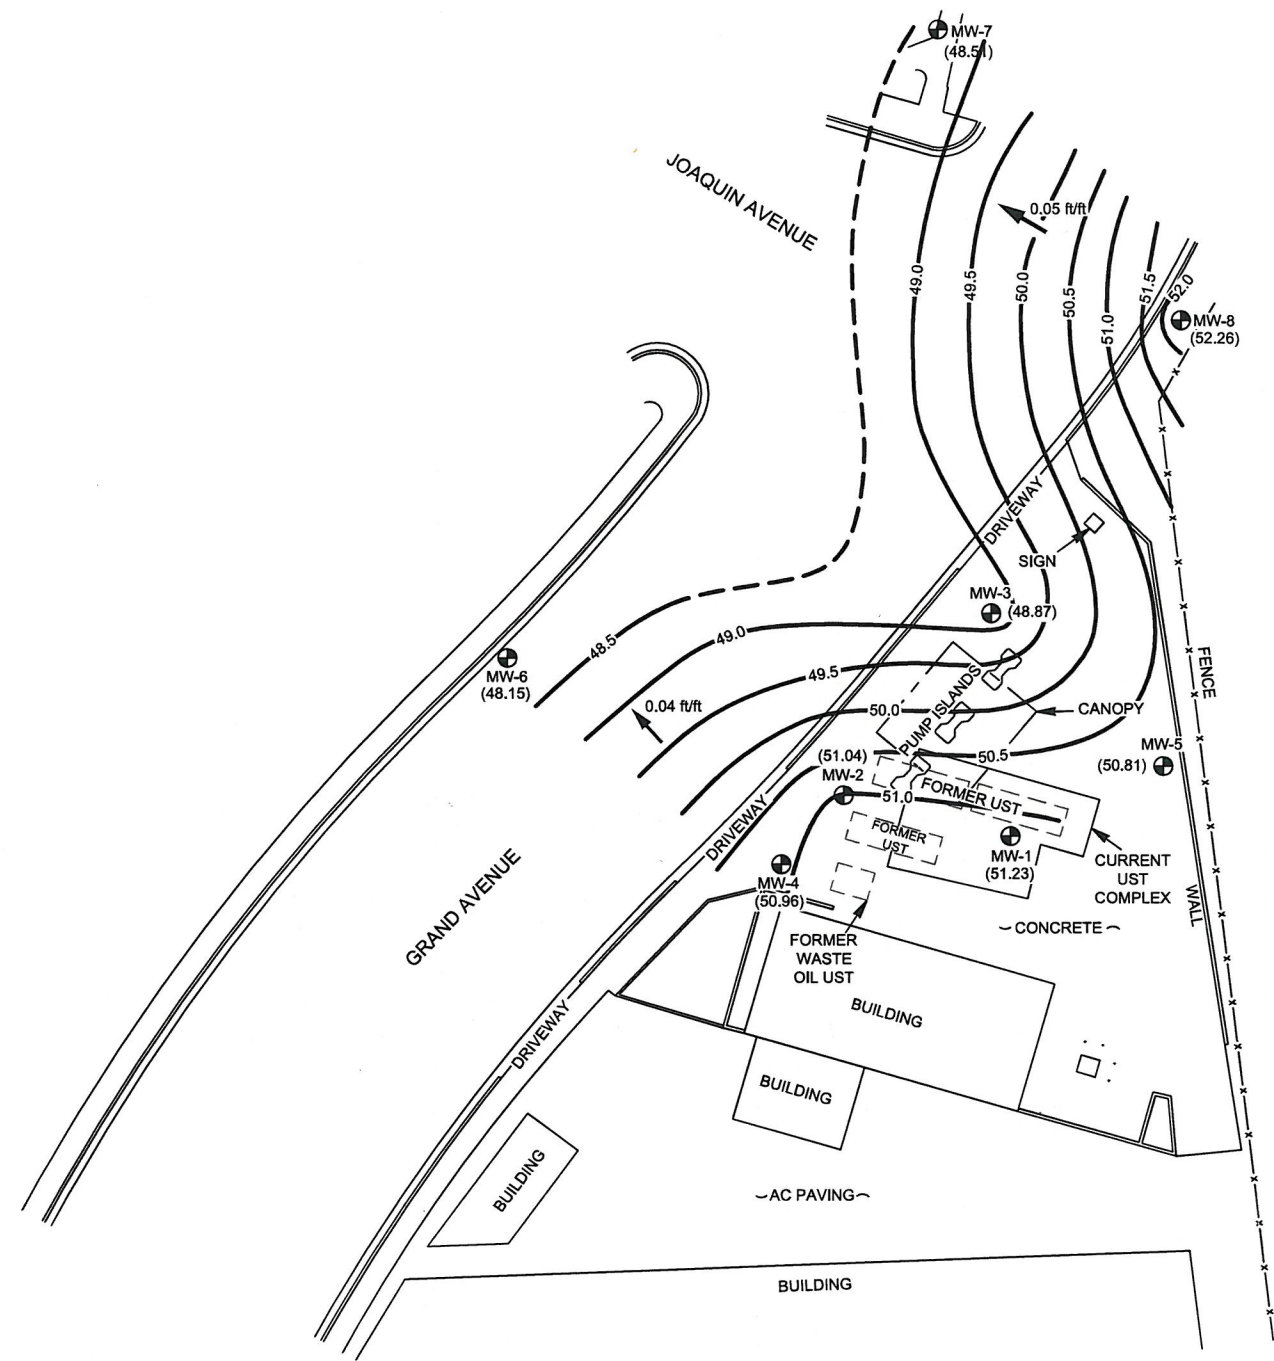 MW-7
(48.51)
JOAQUIN AVENUE
0.05 ft/ft
49.0
49.5
50.0
50.5
51.0
51.5
52.0
MW-8
(52.26)
DRIVEWAY
SIGN
MW-3
(48.87)
48.5
49.0
MW-6
(48.15)
49.5
FENCE
0.04 ft/ft
50.0
PUMP ISLANDS
CANOPY
MW-5
(50.81)
(51.04)
MW-2
50.5
51.0
FORMER UST
DRIVEWAY
FORMER
UST
MW-1
(51.23)
CURRENT
UST
COMPLEX
MW-4
(50.96)
WALL
GRAND AVENUE
CONCRETE
FORMER
WASTE
OIL UST
BUILDING
DRIVEWAY
BUILDING
BUILDING
AC PAVING
BUILDING